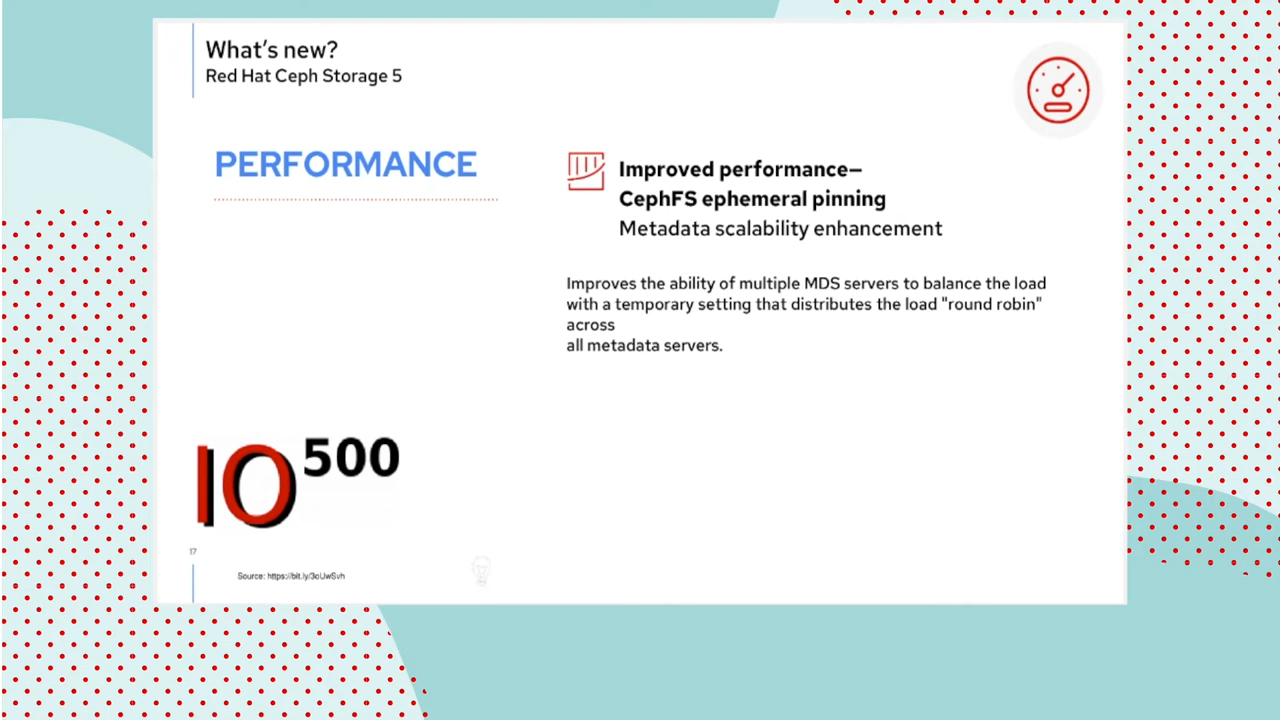 What's new?
Red Hat Ceph Storage 5
PERFORMANCE
Improved performance—
CephFS ephemeral pinning
Metadata scalability enhancement
Improves the ability of multiple MDS servers to balance the load
with a temporary setting that distributes the load "round robin"
across
all metadata servers.
IO500
17
Source: https://bit.ly/3oUwSvh